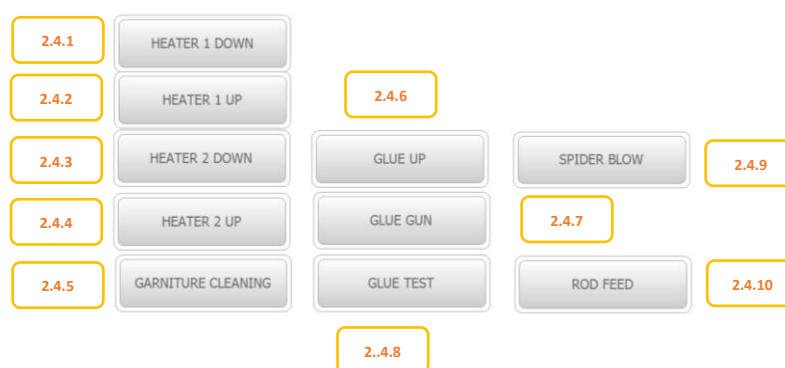 2.4.1
HEATER 1 DOWN
2.4.2
HEATER 1 UP
2.4.6
2.4.3
HEATER 2 DOWN
GLUE UP
SPIDER BLOW
2.4.9
2.4.4
HEATER 2 UP
GLUE GUN
2.4.7
2.4.5
GARNITURE CLEANING
GLUE TEST
ROD FEED
2.4.10
2..4.8